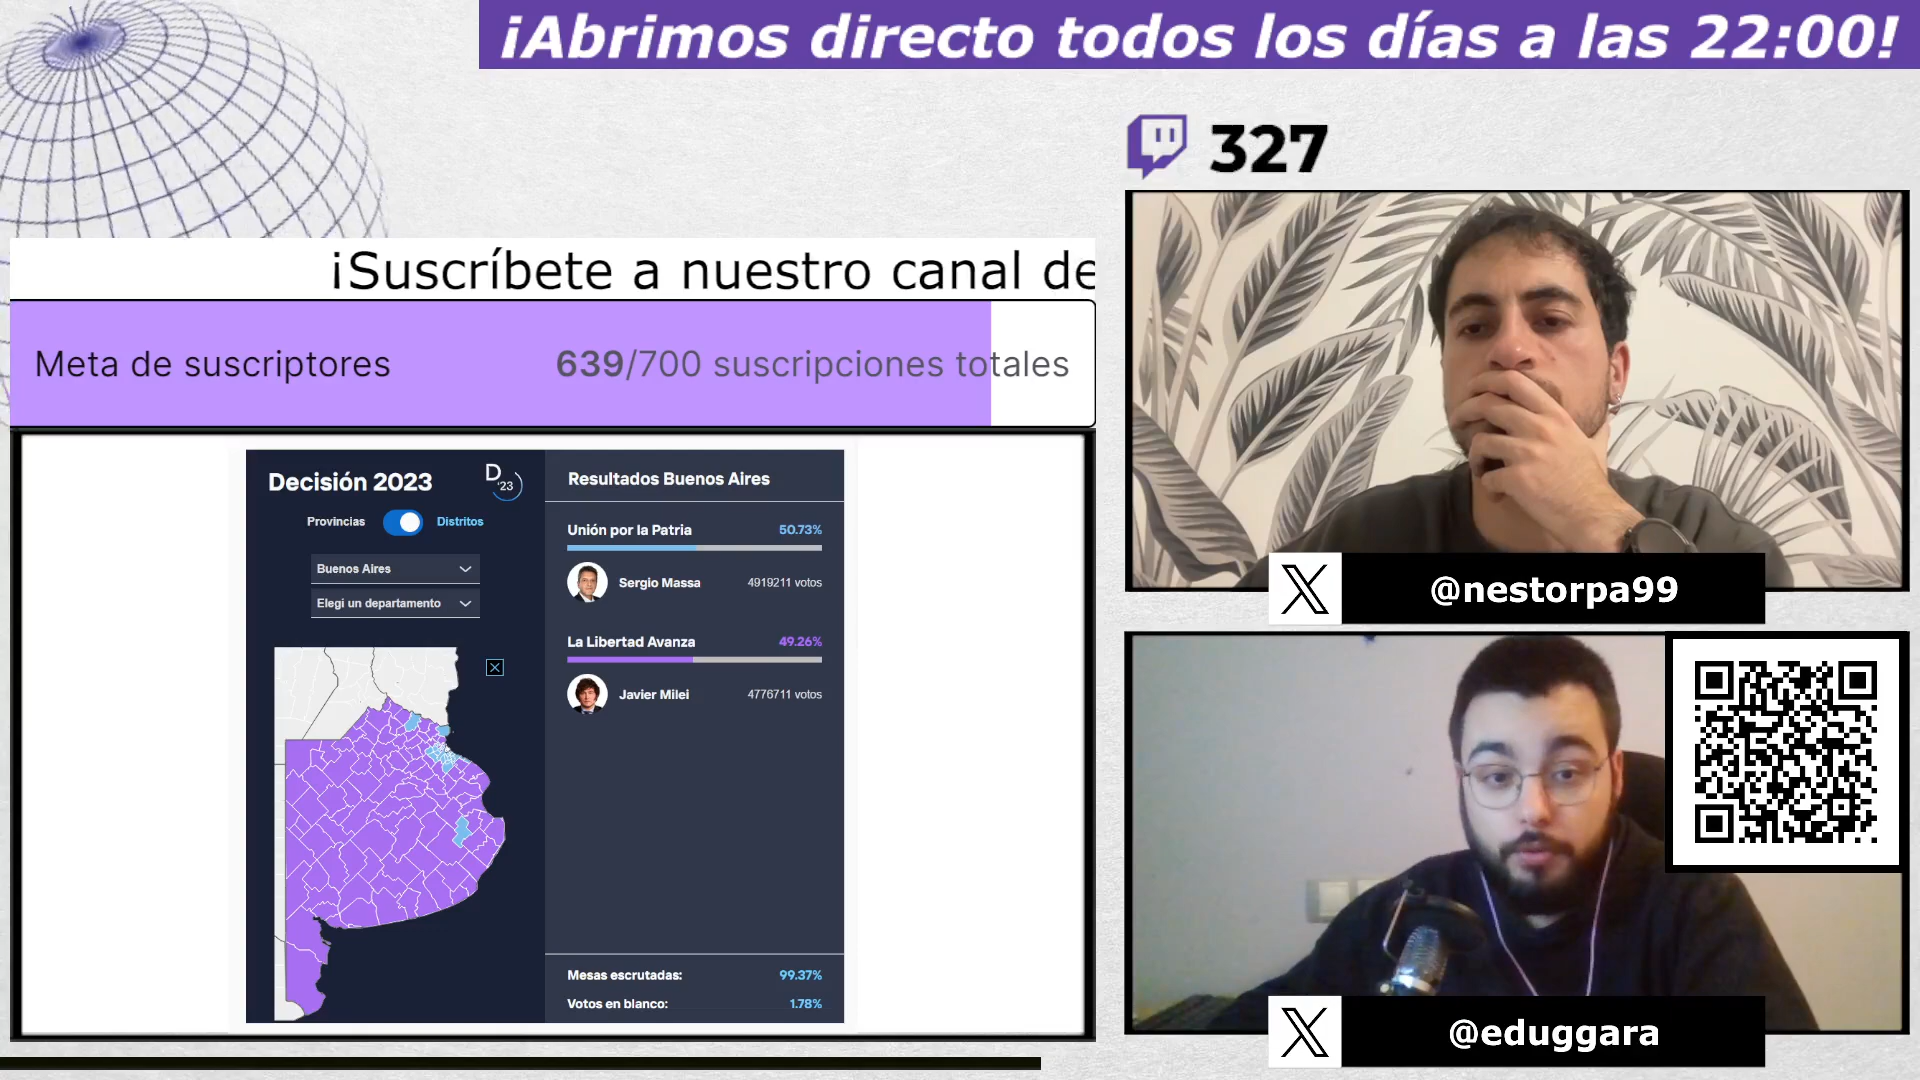 ¡Abrimos directo todos los días a las 22:00!
327
¡Suscríbete a nuestro canal de
Meta de suscriptores 639/700 suscripciones totales
Decisión 2023
D '23
Provincias Distritos
Buenos Aires
Elegi un departamento
Resultados Buenos Aires
Unión por la Patria 50.73%
Sergio Massa 4919211 votos
La Libertad Avanza 49.26%
Javier Milei 4776711 votos
Mesas escrutadas: 99.37%
Votos en blanco: 1.78%
@nestorpa99
@eduggara